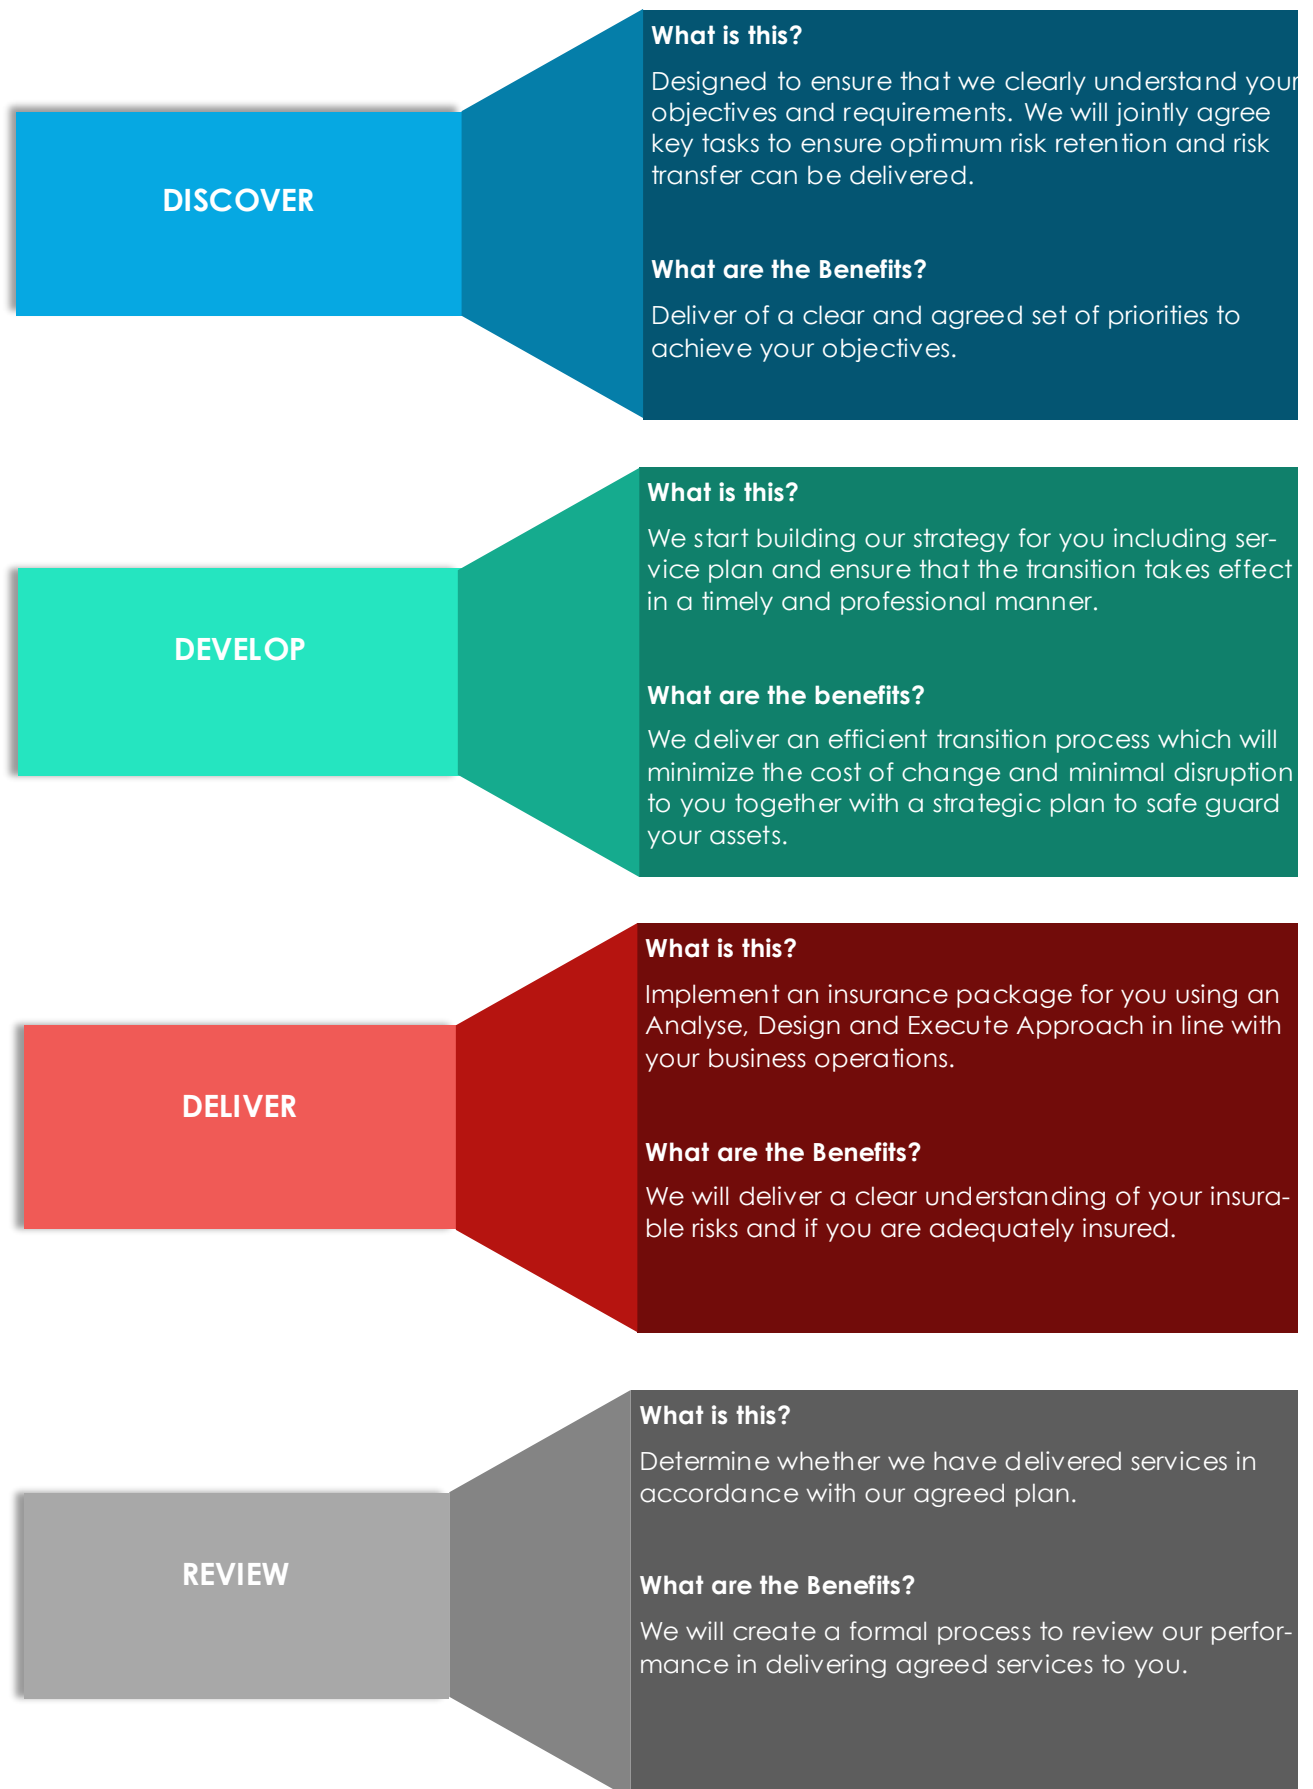 What is this?
Designed to ensure that we clearly understand your
objectives and requirements. We will jointly agree
key tasks to ensure optimum risk retention and risk
transfer can be delivered.
DISCOVER
What are the Benefits?
Deliver of a clear and agreed set of priorities to
achieve your objectives.
What is this?
We start building our strategy for you including ser-
vice plan and ensure that the transition takes effect
in a timely and professional manner.
DEVELOP
What are the benefits?
We deliver an efficient transition process which will
minimize the cost of change and minimal disruption
to you together with a strategic plan to safe guard
your assets.
What is this?
Implement an insurance package for you using an
Analyse, Design and Execute Approach in line with
your business operations.
DELIVER
What are the Benefits?
We will deliver a clear understanding of your insura-
ble risks and if you are adequately insured.
What is this?
Determine whether we have delivered services in
accordance with our agreed plan.
REVIEW
What are the Benefits?
We will create a formal process to review our perfor-
mance in delivering agreed services to you.